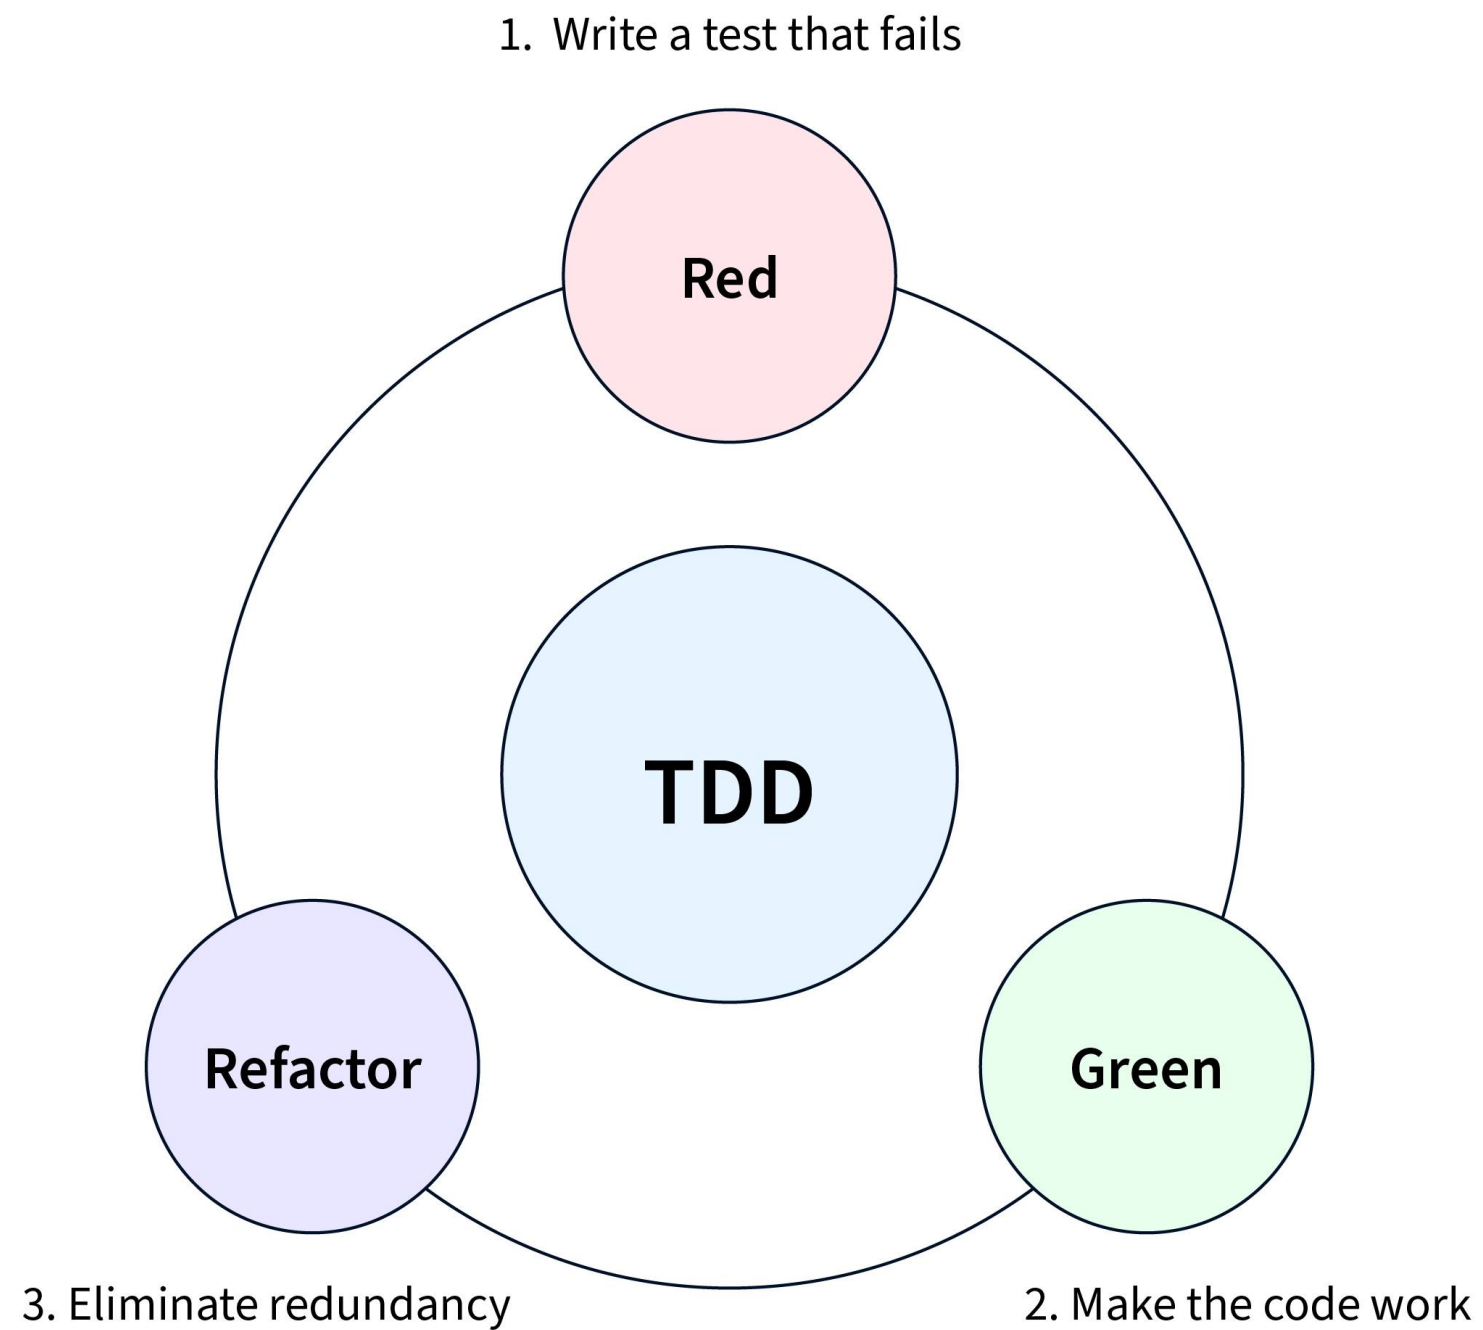 1. Write a test that fails
Red
TDD
Refactor
Green
3. Eliminate redundancy
2. Make the code work